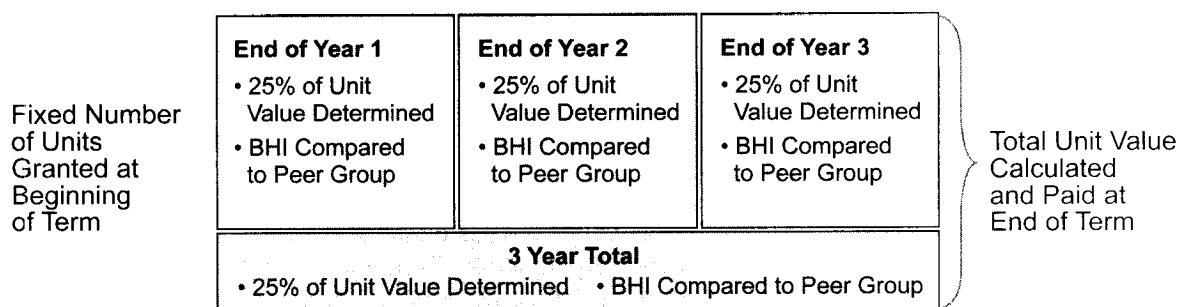 Fixed Number
of Units
Granted at
Beginning
of Term
End of Year 1
• 25% of Unit
Value Determined
• BHI Compared
to Peer Group
End of Year 2
• 25% of Unit
Value Determined
• BHI Compared
to Peer Group
End of Year 3
• 25% of Unit
Value Determined
• BHI Compared
to Peer Group
3 Year Total
• 25% of Unit Value Determined • BHI Compared to Peer Group
Total Unit Value
Calculated
and Paid at
End of Term